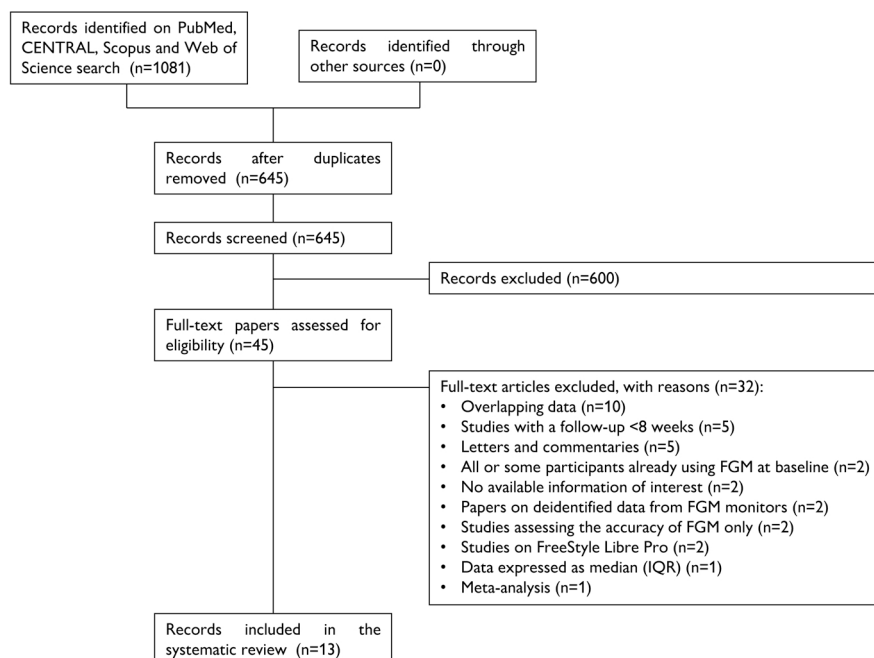 Records identified on PubMed,
CENTRAL, Scopus and Web of
Science search (n=1081)
Records identified through
other sources (n=0)
Records after duplicates
removed (n=645)
Records screened (n=645)
Records excluded (n=600)
Full-text papers assessed for
eligibility (n=45)
Full-text articles excluded, with reasons (n=32):
• Overlapping data (n=10)
• Studies with a follow-up <8 weeks (n=5)
• Letters and commentaries (n=5)
• All or some participants already using FGM at baseline (n=2)
• No available information of interest (n=2)
• Papers on deidentified data from FGM monitors (n=2)
• Studies assessing the accuracy of FGM only (n=2)
• Studies on FreeStyle Libre Pro (n=2)
• Data expressed as median (IQR) (n=1)
• Meta-analysis (n=1)
Records included in the
systematic review (n=13)